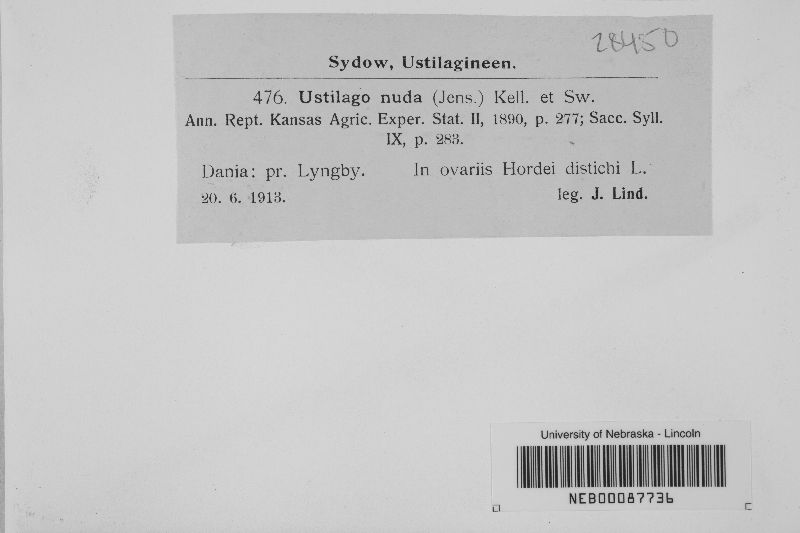 28450
Sydow, Ustilagineen.
476. Ustilago nuda (Jens.) Kell. et Sw.
Ann. Rept. Kansas Agric. Exper. Stat. II, 1890, p. 277; Sacc. Syll.
IX, p. 283.
Dania: pr. Lyngby. In ovariis Hordei distichi L.
20. 6. 1913. leg. J. Lind.
University of Nebraska - Lincoln
NEB00087736